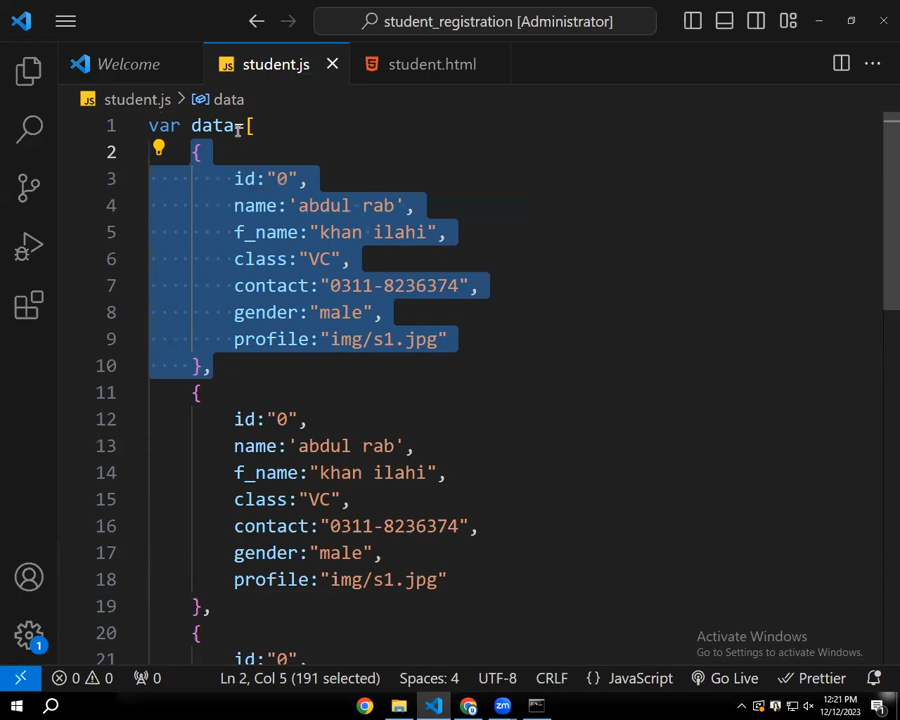 student_registration [Administrator]
Welcome
student.js
student.html
student.js > data
1 var data=[
2 {
3 id:"0",
4 name:'abdul rab',
5 f_name:"khan ilahi",
6 class:"VC",
7 contact:"0311-8236374",
8 gender:"male",
9 profile:"img/s1.jpg"
10 },
11 {
12 id:"0",
13 name:'abdul rab',
14 f_name:"khan ilahi",
15 class:"VC",
16 contact:"0311-8236374",
17 gender:"male",
18 profile:"img/s1.jpg"
19 },
20 {
21 id:"0",
Activate Windows
Go to Settings to activate Windows.
1
0 0 0 Ln 2, Col 5 (191 selected) Spaces: 4 UTF-8 CRLF {} JavaScript Go Live Prettier
12:21 PM
12/12/2023